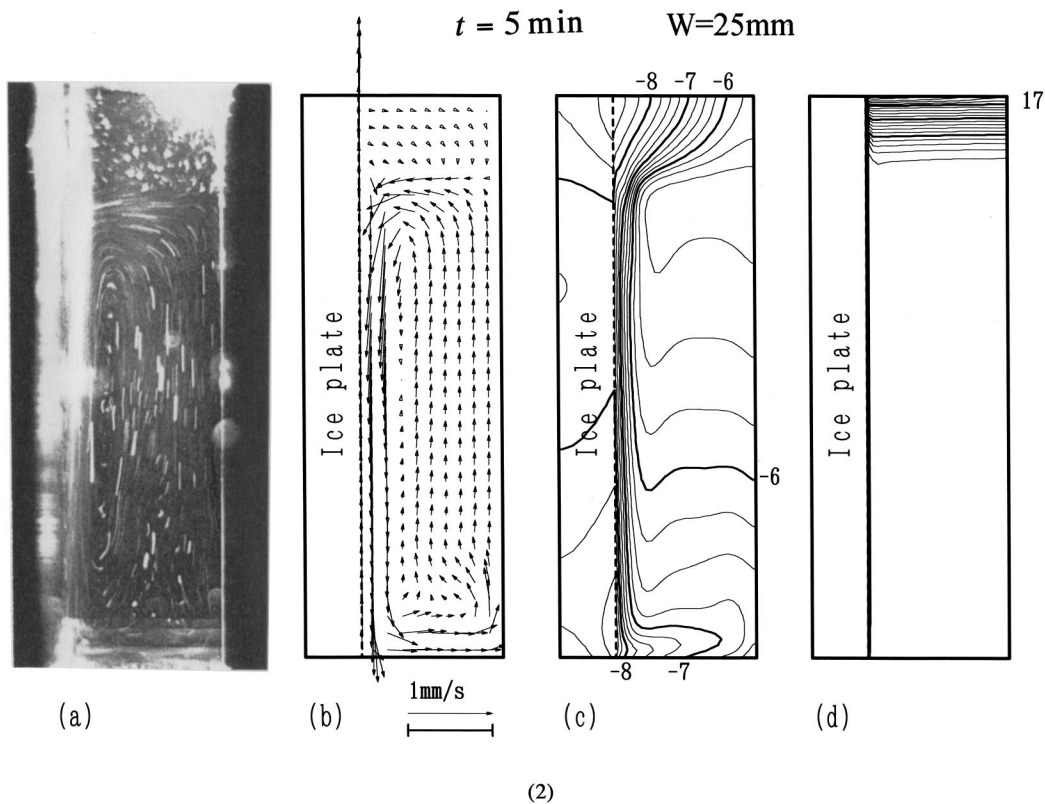 t = 5 min W=25mm
-8 -7 -6
17
Ice plate
Ice plate
Ice plate
-6
-8 -7
1mm/s
(a) (b) (c) (d)
(2)